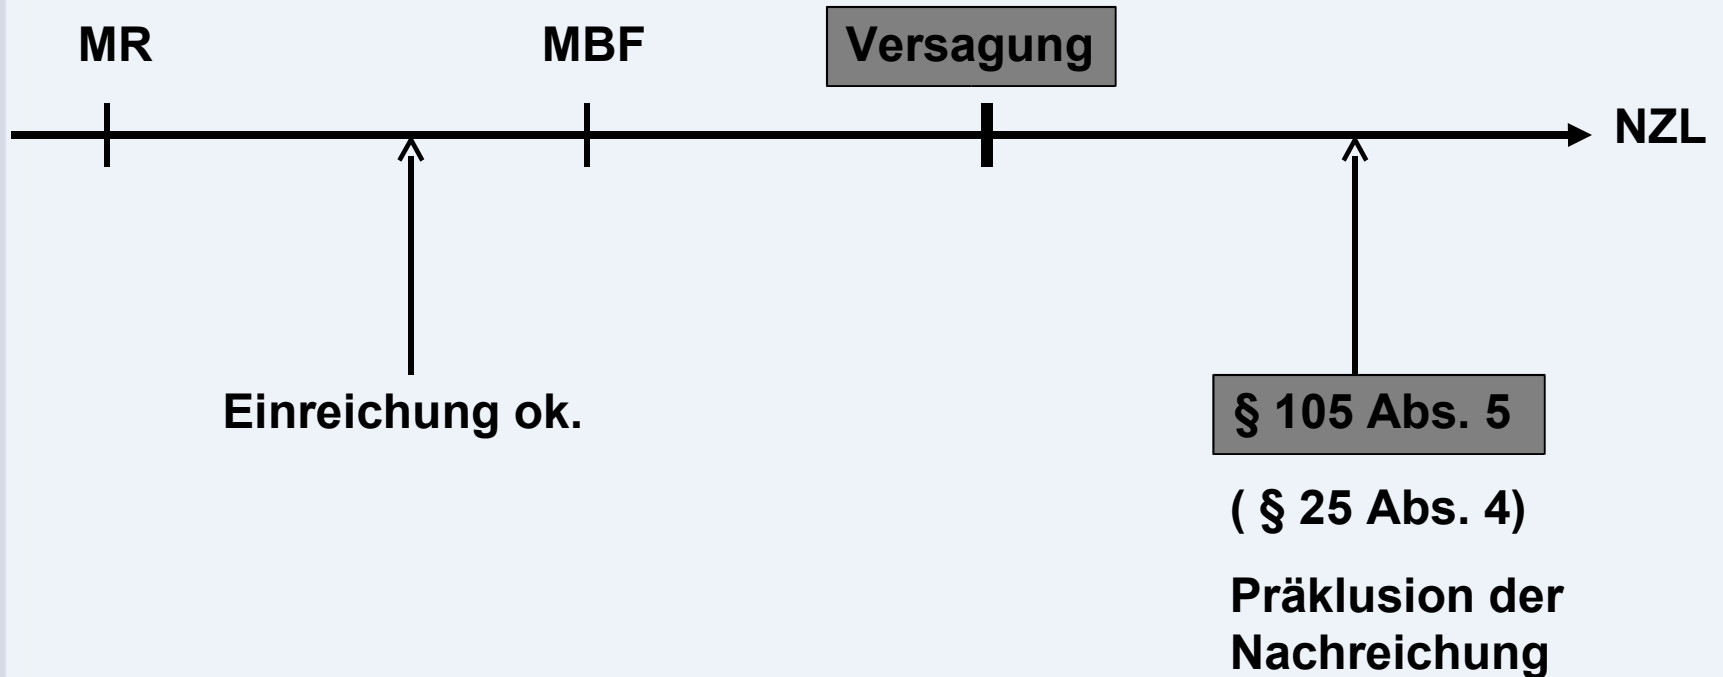 MR
MBF
Versagung
NZL
Einreichung ok.
§ 105 Abs. 5
( § 25 Abs. 4)
Präklusion der
Nachreichung